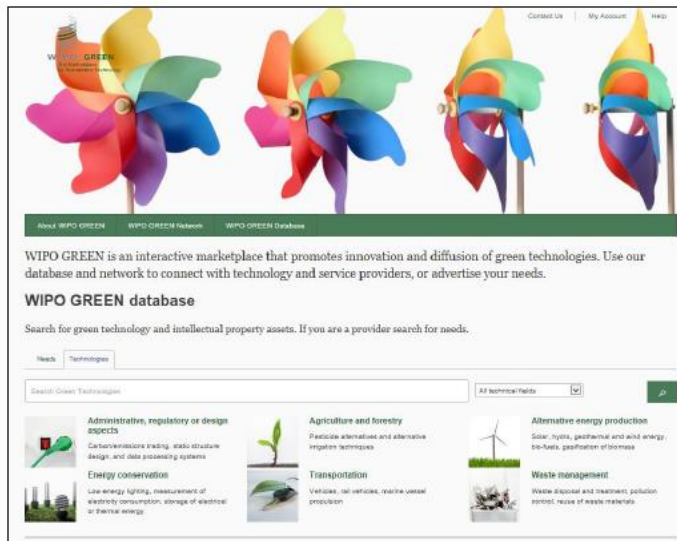 Contact Us | My Account Help
WIPO GREEN
The Marketplace
for Sustainable Technology
About WIPO GREEN WIPO GREEN Network WIPO GREEN Database
WIPO GREEN is an interactive marketplace that promotes innovation and diffusion of green technologies. Use our
database and network to connect with technology and service providers, or advertise your needs.
WIPO GREEN database
Search for green technology and intellectual property assets. If you are a provider search for needs.
Needs Technologies
Search Green Technologies All technical fields
Administrative, regulatory or design
aspects
Carbon/emissions trading, static structure
design, and data processing systems
Agriculture and forestry
Pesticide alternatives and alternative
irrigation techniques
Alternative energy production
Solar, hydro, geothermal and wind energy,
bio-fuels, gasification of biomass
Energy conservation
Low energy lighting, measurement of
electricity consumption, storage of electrical
or thermal energy
Transportation
Vehicles, rail vehicles, marine vessel
propulsion
Waste management
Waste disposal and treatment, pollution
control, reuse of waste materials